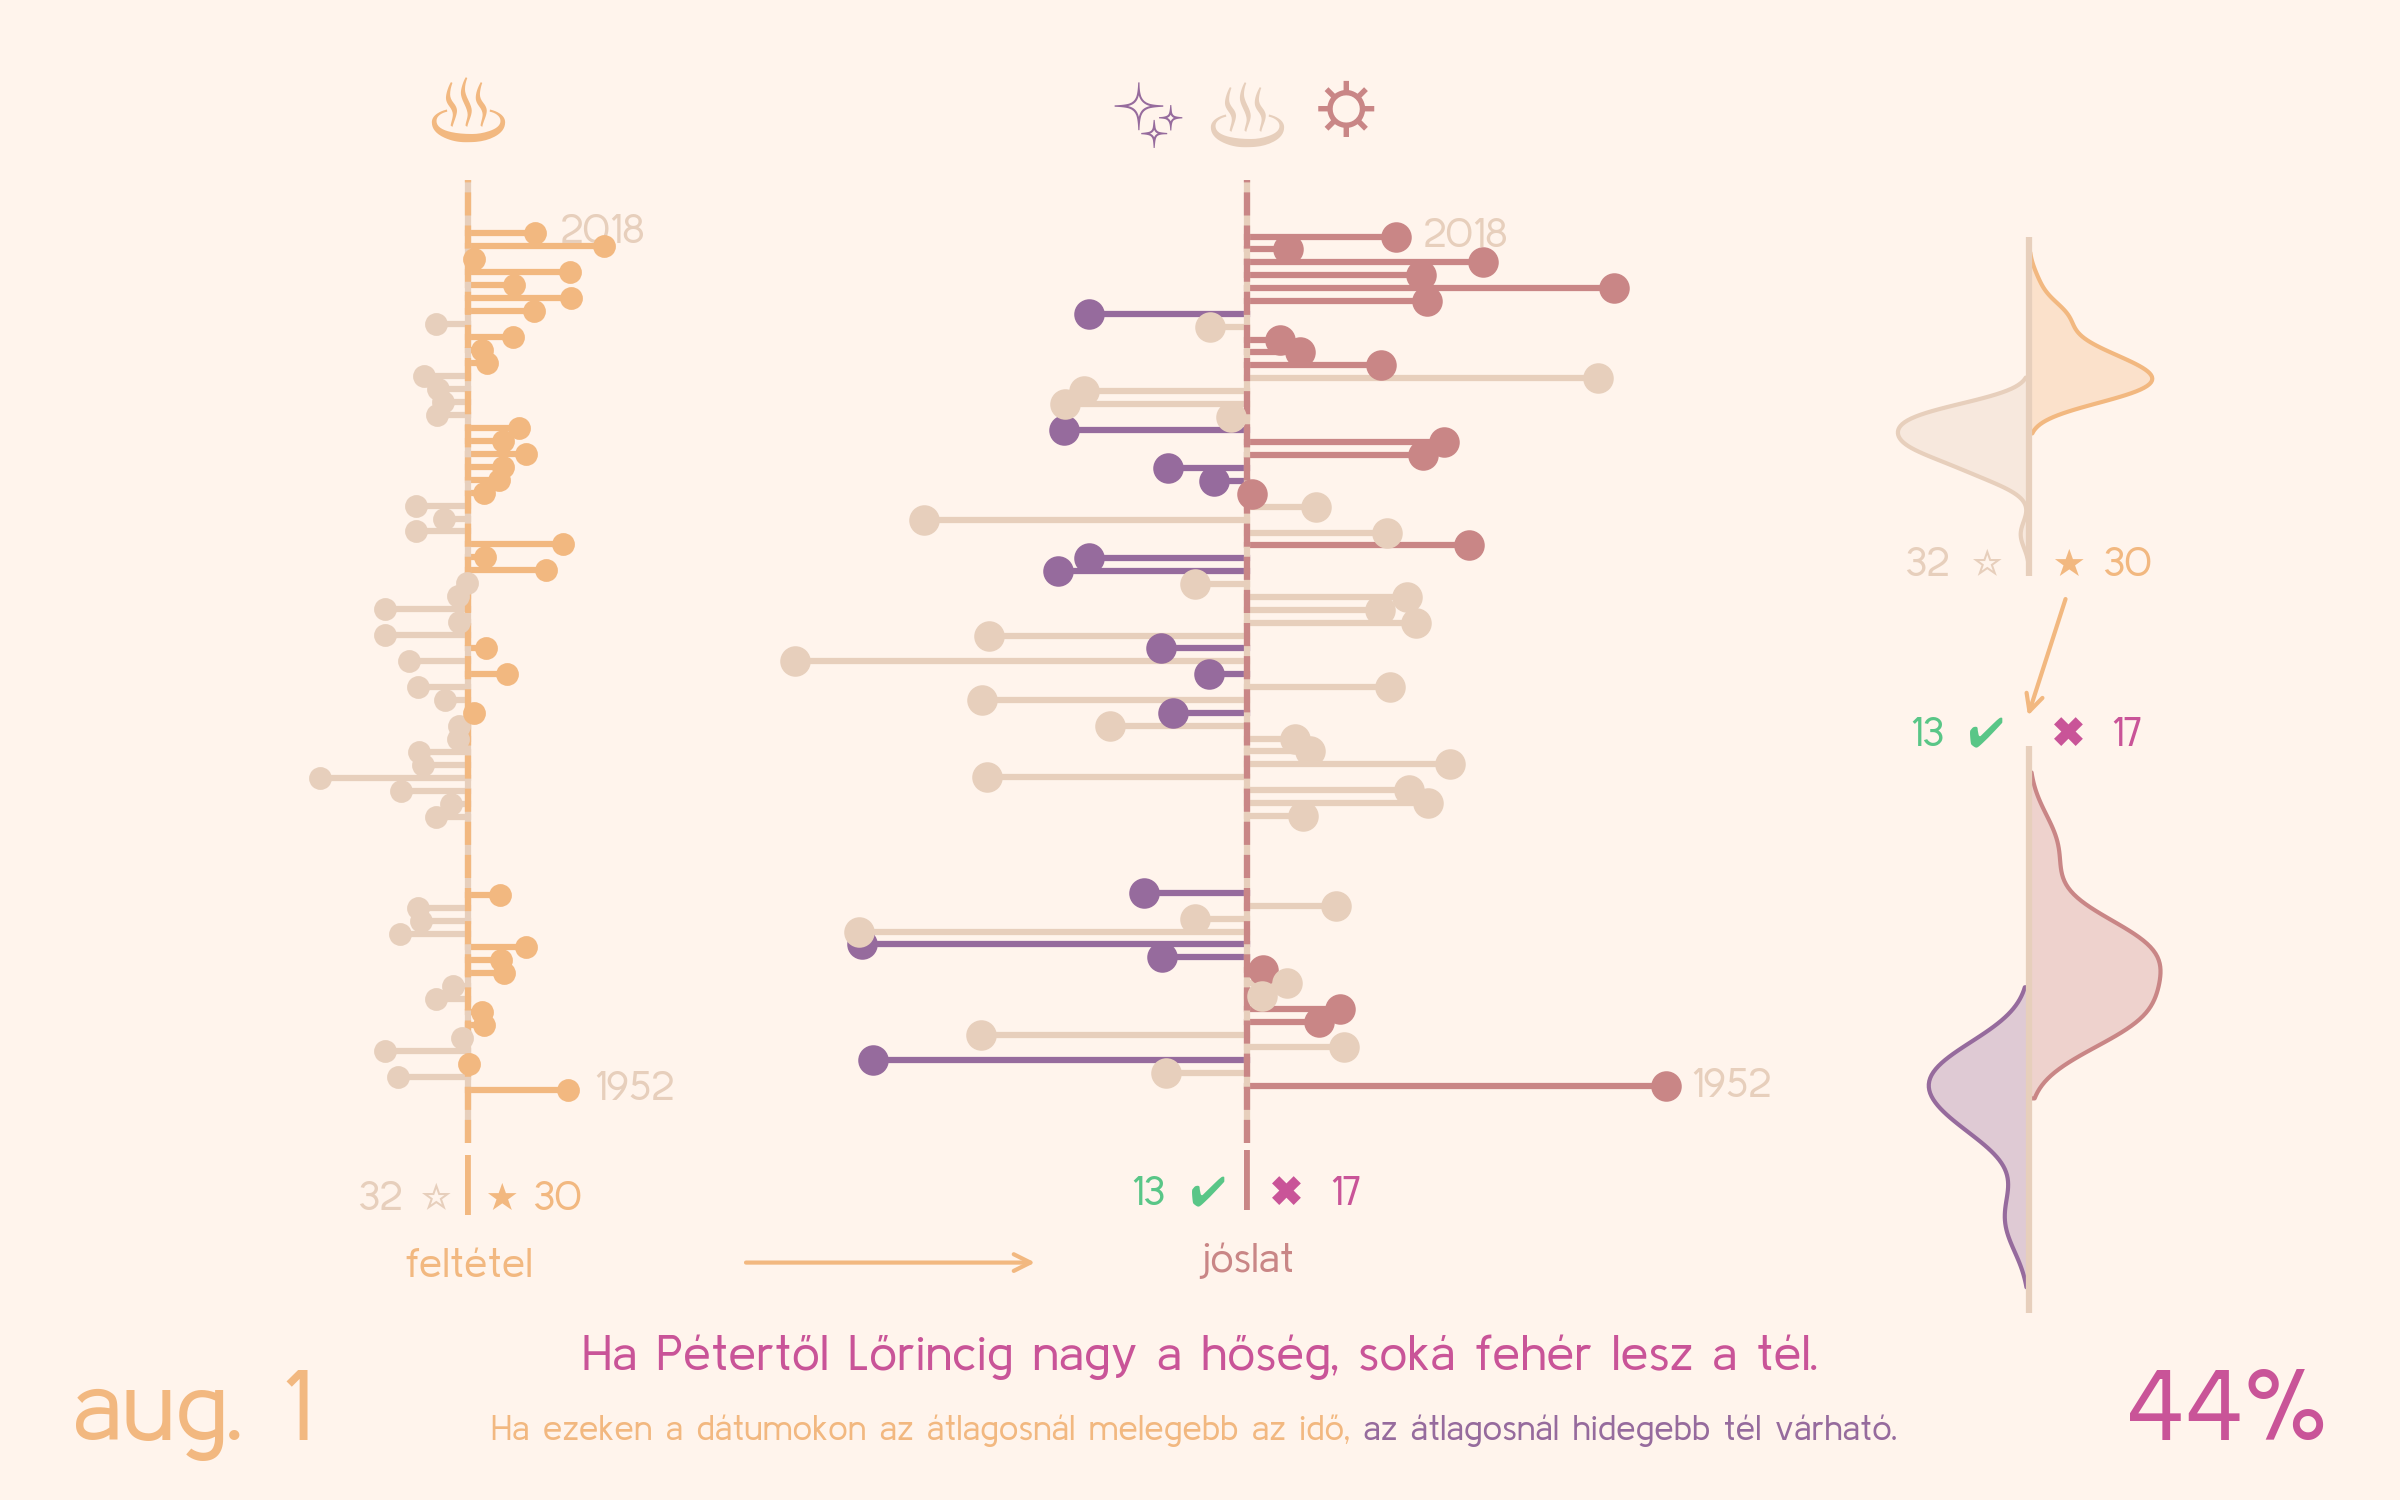 2018
2018
32 ☆ ★ 30
13 ✔ ✖ 17
1952
1952
32 ☆ ★ 30
13 ✔ ✖ 17
feltétel
jóslat
Ha Pétertől Lőrincig nagy a hőség, soká fehér lesz a tél.
aug. 1
44%
Ha ezeken a dátumokon az átlagosnál melegebb az idő, az átlagosnál hidegebb tél várható.